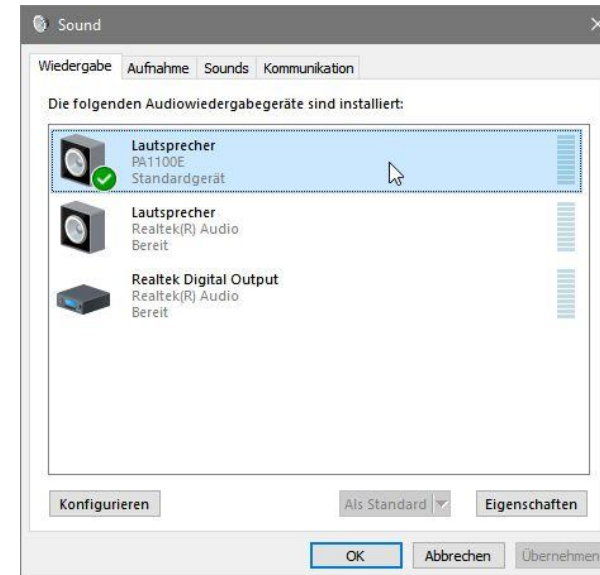 Sound
Wiedergabe Aufnahme Sounds Kommunikation
Die folgenden Audiowiedergabegeräte sind installiert:
Lautsprecher
PA1100E
Standardgerät
Lautsprecher
Realtek(R) Audio
Bereit
Realtek Digital Output
Realtek(R) Audio
Bereit
Konfigurieren Als Standard Eigenschaften
OK Abbrechen Übernehmen